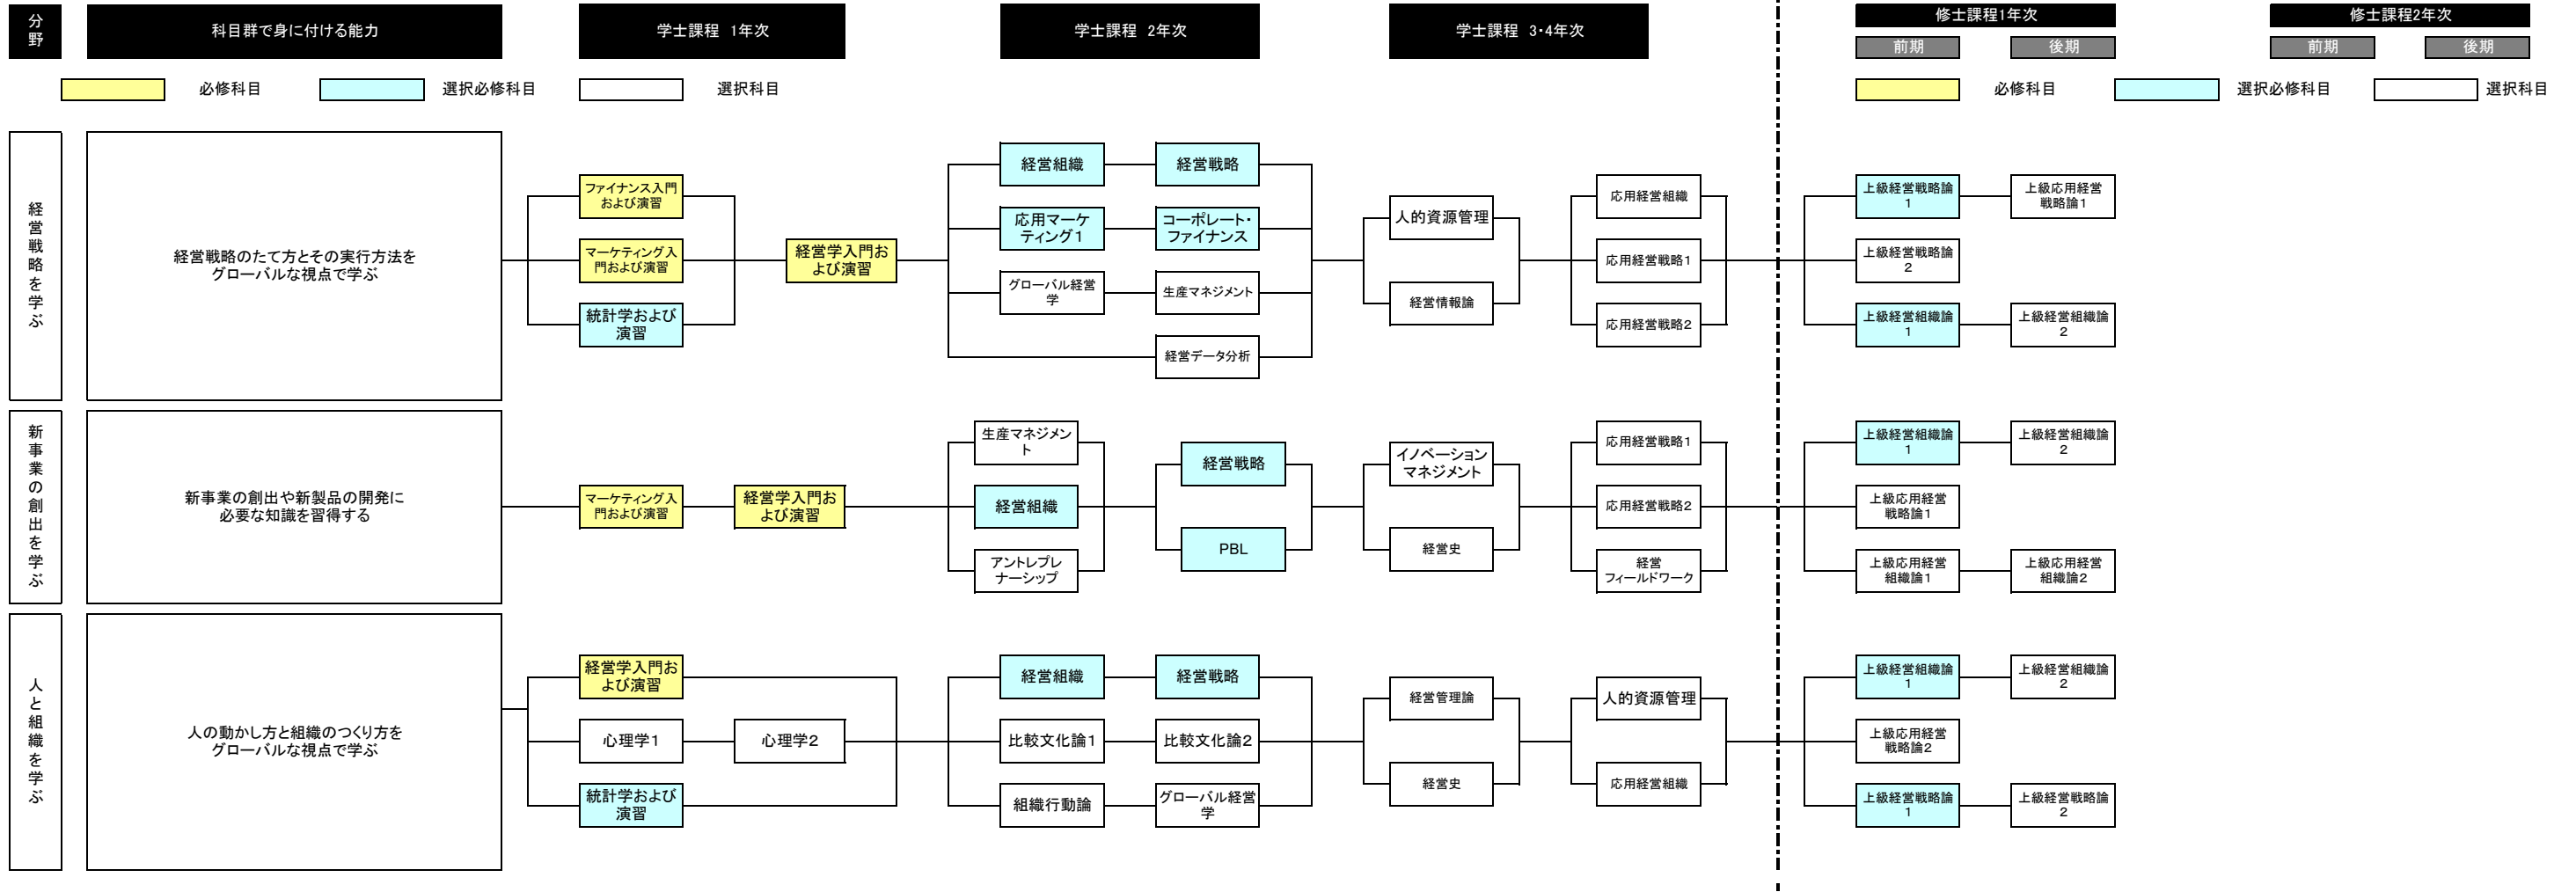 分
野
科目群で身に付ける能力
学士課程 1年次
学士課程 2年次
学士課程 3・4年次
修士課程1年次
修士課程2年次
前期
後期
前期
後期
必修科目
選択必修科目
選択科目
必修科目
選択必修科目
選択科目
経営戦略を学ぶ
経営戦略のたて方とその実行方法を
グローバルな視点で学ぶ
ファイナンス入門
および演習
マーケティング入
門および演習
統計学および
演習
経営学入門お
よび演習
経営組織
経営戦略
応用マーケ
ティング1
コーポレート・
ファイナンス
グローバル経営
学
生産マネジメント
経営データ分析
人的資源管理
経営情報論
応用経営組織
応用経営戦略1
応用経営戦略2
上級経営戦略論
1
上級応用経営
戦略論1
上級経営戦略論
2
上級経営組織論
1
上級経営組織論
2
新事業の創出を学ぶ
新事業の創出や新製品の開発に
必要な知識を習得する
マーケティング入
門および演習
経営学入門お
よび演習
生産マネジメン
ト
経営組織
アントレプレ
ナーシップ
経営戦略
PBL
イノベーション
マネジメント
経営史
応用経営戦略1
応用経営戦略2
経営
フィールドワーク
上級経営組織論
1
上級経営組織論
2
上級応用経営
戦略論1
上級応用経営
組織論1
上級応用経営
組織論2
人と組織を学ぶ
人の動かし方と組織のつくり方を
グローバルな視点で学ぶ
経営学入門お
よび演習
心理学1
心理学2
統計学および
演習
経営組織
経営戦略
比較文化論1
比較文化論2
組織行動論
グローバル経営
学
経営管理論
経営史
人的資源管理
応用経営組織
上級経営組織論
1
上級経営組織論
2
上級応用経営
戦略論2
上級経営戦略論
1
上級経営戦略論
2